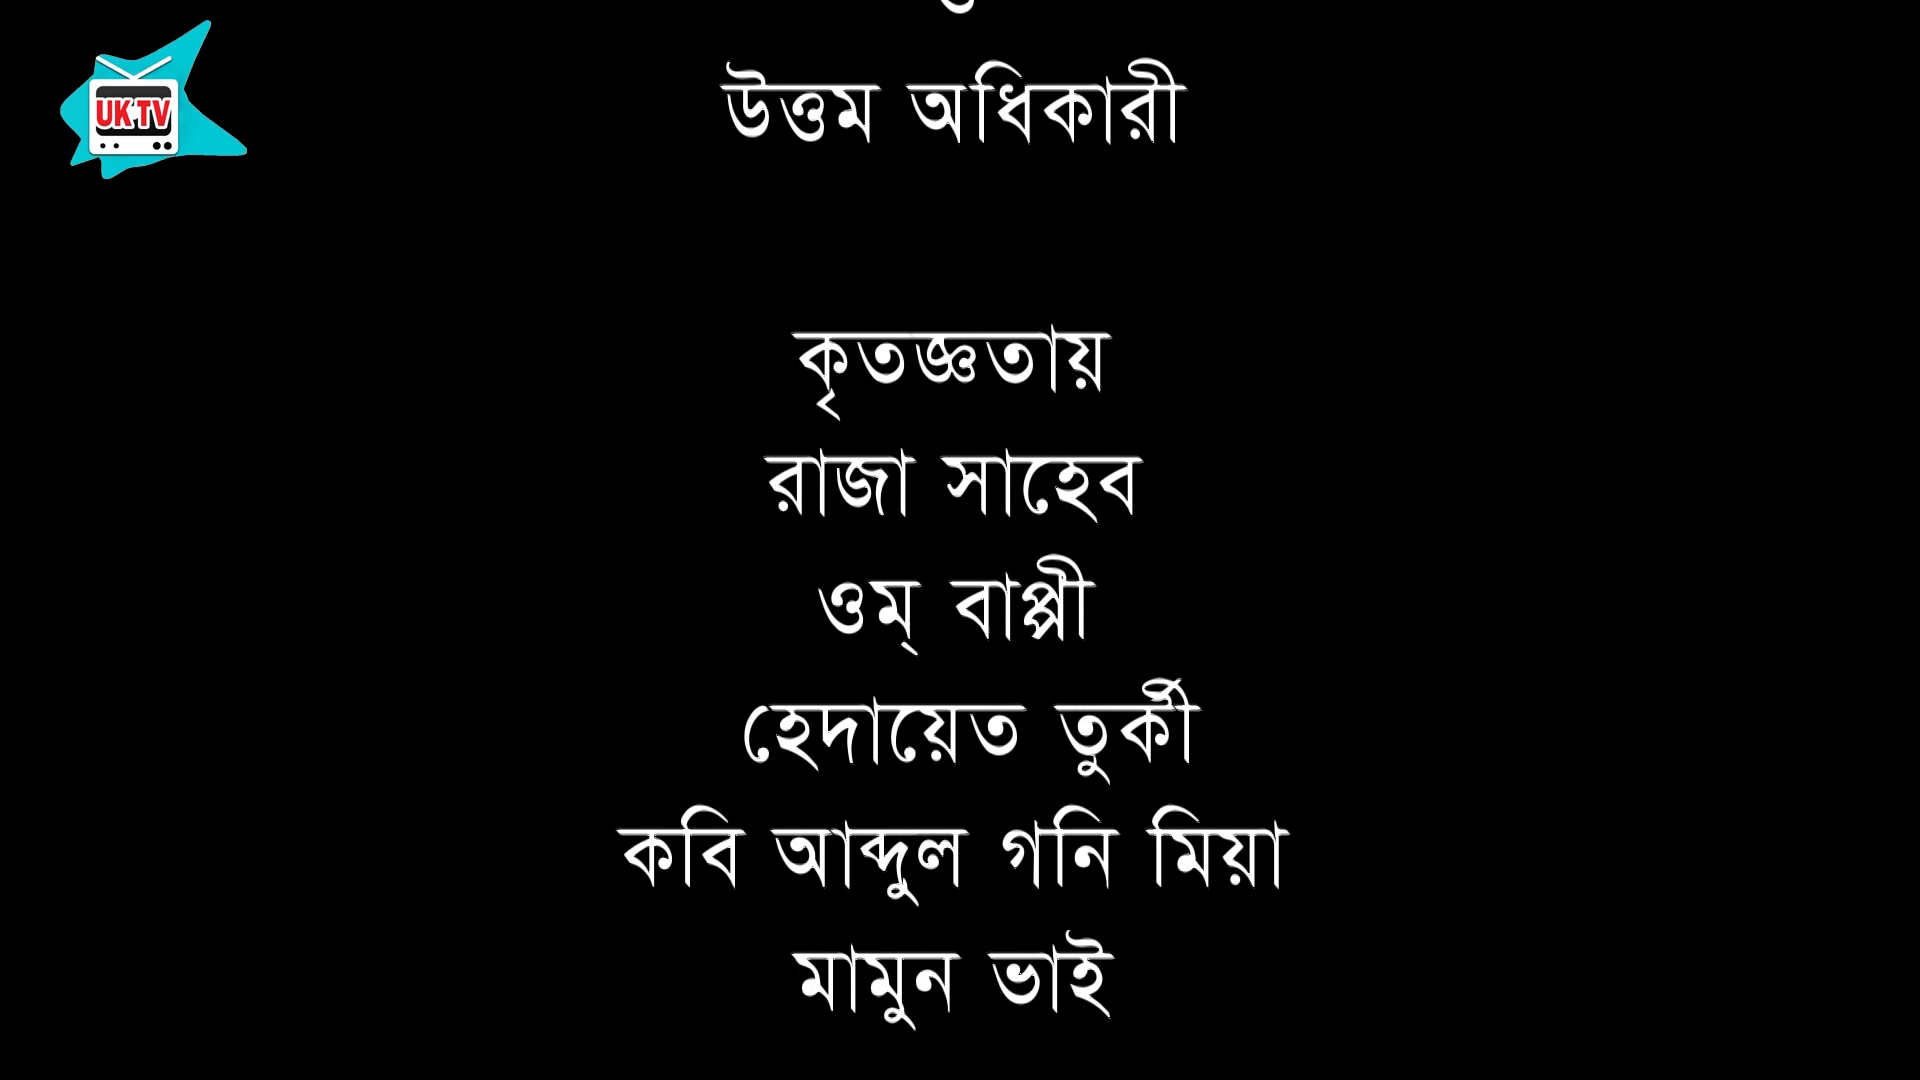 UK TV
উত্তম অধিকারী
কৃতজ্ঞতায়
রাজা সাহেব
ওম্ বাপ্পী
হেদায়েত তুর্কী
কবি আব্দুল গনি মিয়া
মামুন ভাই